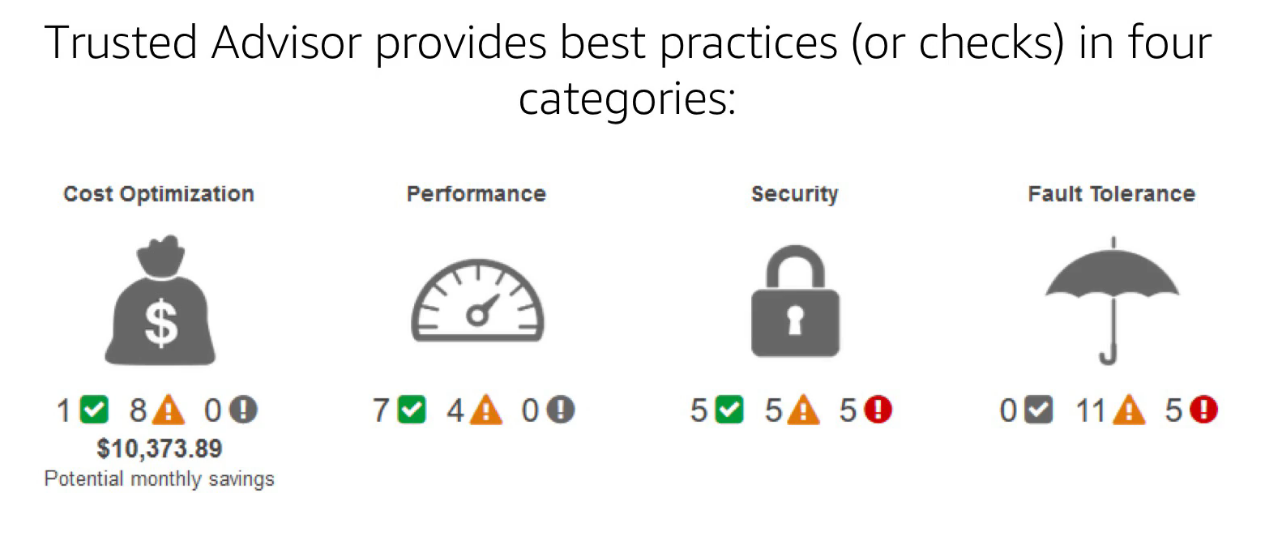 Trusted Advisor provides best practices (or checks) in four
categories:
Cost Optimization
Performance
Security
Fault Tolerance
$
1 8 0
7 4 0
5 5 5
0 11 5
$10,373.89
Potential monthly savings